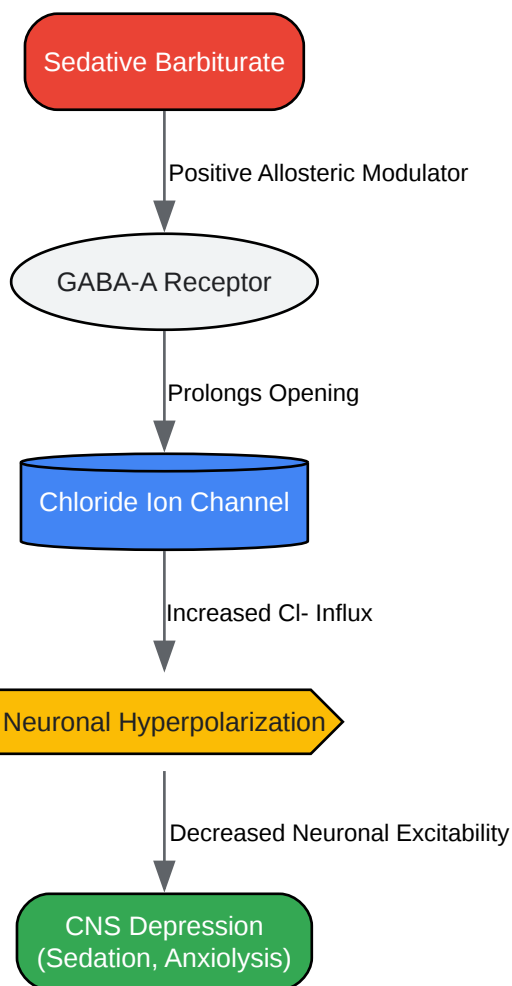 Sedative Barbiturate
Positive Allosteric Modulator
GABA-A Receptor
Prolongs Opening
Chloride Ion Channel
Increased Cl- Influx
Neuronal Hyperpolarization
Decreased Neuronal Excitability
CNS Depression
(Sedation, Anxiolysis)